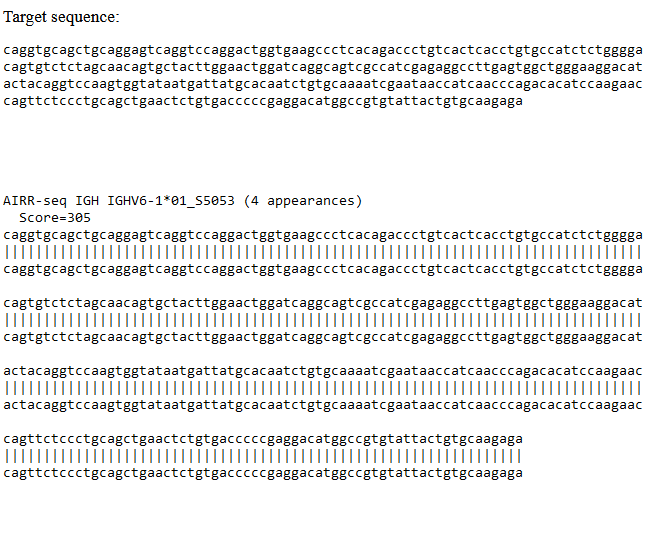 Target sequence:
caggtgcagctgcaggagtcaggtccaggactggtgaagccctcacagaccctgtcactcacctgtgccatctctgggga
cagtgtctctagcaacagtgctacttggaactggatcaggcagtcgccatcgagaggccttgagtggctgggaaggacat
actacaggtccaagtggtataatgattatgcacaatctgtgcaaaatcgaataaccatcaacccagacacatccaagaac
cagttctccctgcagctgaactctgtgacccccgaggacatggccgtgtattactgtgcaagaga
AIRR-seq IGH IGHV6-1*01_S5053 (4 appearances)
Score=305
caggtgcagctgcaggagtcaggtccaggactggtgaagccctcacagaccctgtcactcacctgtgccatctctgggga
||||||||||||||||||||||||||||||||||||||||||||||||||||||||||||||||||||||||||||||||
caggtgcagctgcaggagtcaggtccaggactggtgaagccctcacagaccctgtcactcacctgtgccatctctgggga
cagtgtctctagcaacagtgctacttggaactggatcaggcagtcgccatcgagaggccttgagtggctgggaaggacat
||||||||||||||||||||||||||||||||||||||||||||||||||||||||||||||||||||||||||||||||
cagtgtctctagcaacagtgctacttggaactggatcaggcagtcgccatcgagaggccttgagtggctgggaaggacat
actacaggtccaagtggtataatgattatgcacaatctgtgcaaaatcgaataaccatcaacccagacacatccaagaac
||||||||||||||||||||||||||||||||||||||||||||||||||||||||||||||||||||||||||||||||
actacaggtccaagtggtataatgattatgcacaatctgtgcaaaatcgaataaccatcaacccagacacatccaagaac
cagttctccctgcagctgaactctgtgacccccgaggacatggccgtgtattactgtgcaagaga
|||||||||||||||||||||||||||||||||||||||||||||||||||||||||||||||||
cagttctccctgcagctgaactctgtgacccccgaggacatggccgtgtattactgtgcaagaga